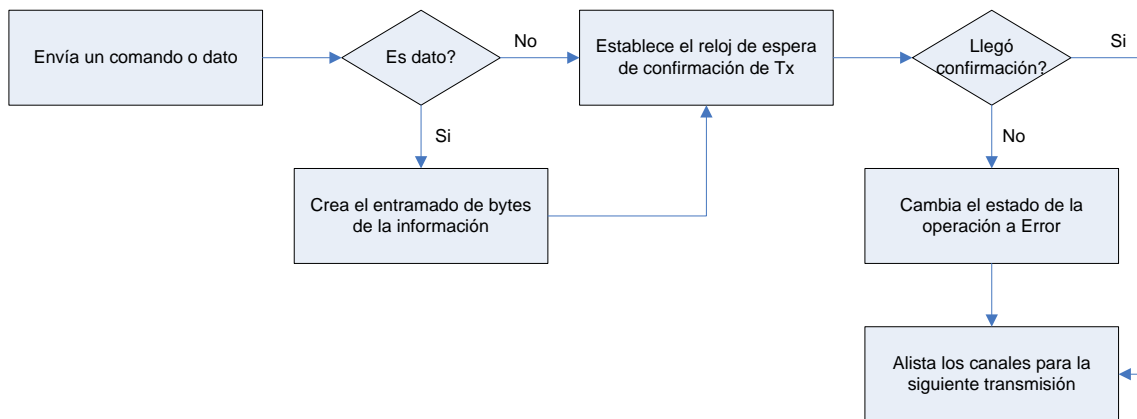 Envía un comando o dato
Es dato?
No
Establece el reloj de espera
de confirmación de Tx
Llegó
confirmación?
Si
Si
No
Crea el entramado de bytes
de la información
Cambia el estado de la
operación a Error
Alista los canales para la
siguiente transmisión